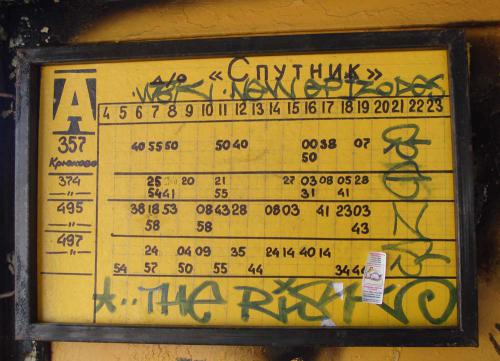 д/о «Спутник»
А
4 5 6 7 8 9 10 11 12 13 14 15 16 17 18 19 20 21 22 23
357 40 55 50 50 40 00 38 07
Крюково 50
374 25 20 11 27 03 08 05 28
–„– 54 41 55 31 41
495 38 18 53 08 43 28 08 03 41 23 03
–„– 58 58 43
497 24 04 09 35 24 14 40 14
–„– 54 57 50 55 44 34
THE